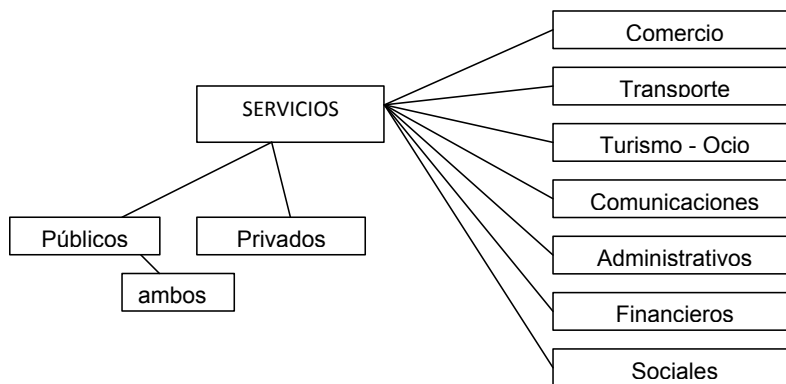 Comercio
Transporte
SERVICIOS
Turismo - Ocio
Comunicaciones
Públicos
Privados
Administrativos
ambos
Financieros
Sociales